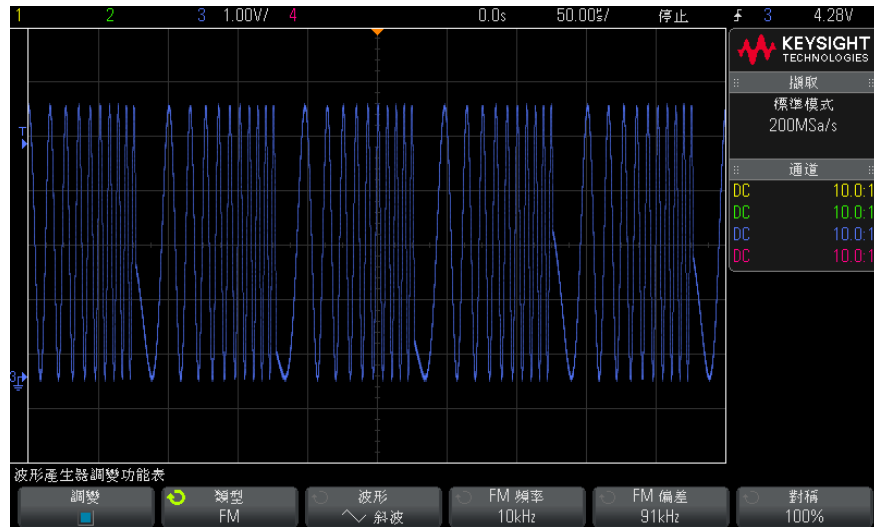 1 2 3 1.00V/ 4 0.0s 50.00us/ 停止 3 4.28V
KEYSIGHT
TECHNOLOGIES
擷取
標準模式
200MSa/s
通道
DC 10.0:1
DC 10.0:1
DC 10.0:1
DC 10.0:1
T
3
波形產生器調變功能表
調變 類型 波形 FM 頻率 FM 偏差 對稱
FM 斜波 10kHz 91kHz 100%